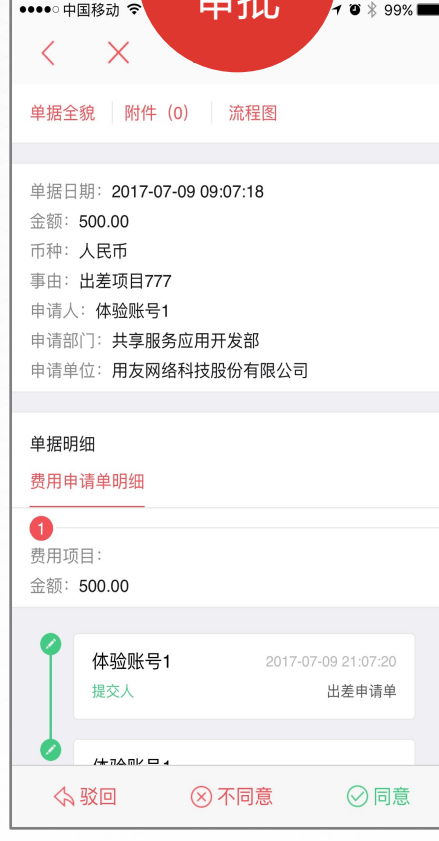 中国移动
审批
99%
单据全貌 附件（0） 流程图
单据日期：2017-07-09 09:07:18
金额：500.00
币种：人民币
事由：出差项目777
申请人：体验账号1
申请部门：共享服务应用开发部
申请单位：用友网络科技股份有限公司
单据明细
费用申请单明细
1
费用项目：
金额：500.00
体验账号1 2017-07-09 21:07:20
提交人 出差申请单
体验账号1
驳回 不同意 同意